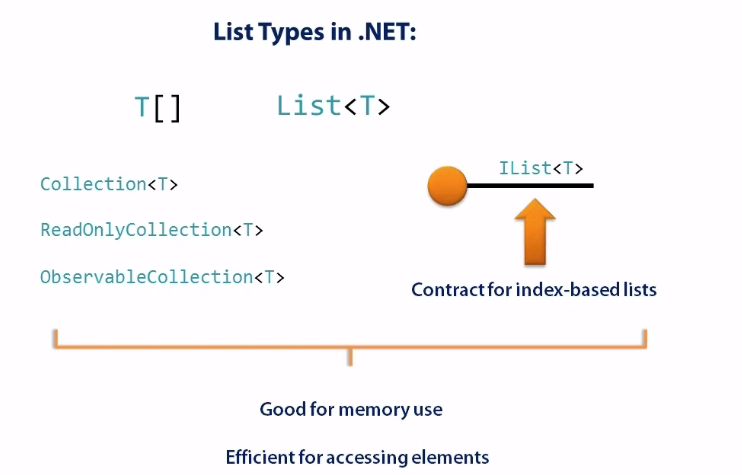 List Types in .NET:
T[] List<T>
IList<T>
Collection<T>
ReadOnlyCollection<T>
ObservableCollection<T>
Contract for index-based lists
Good for memory use
Efficient for accessing elements